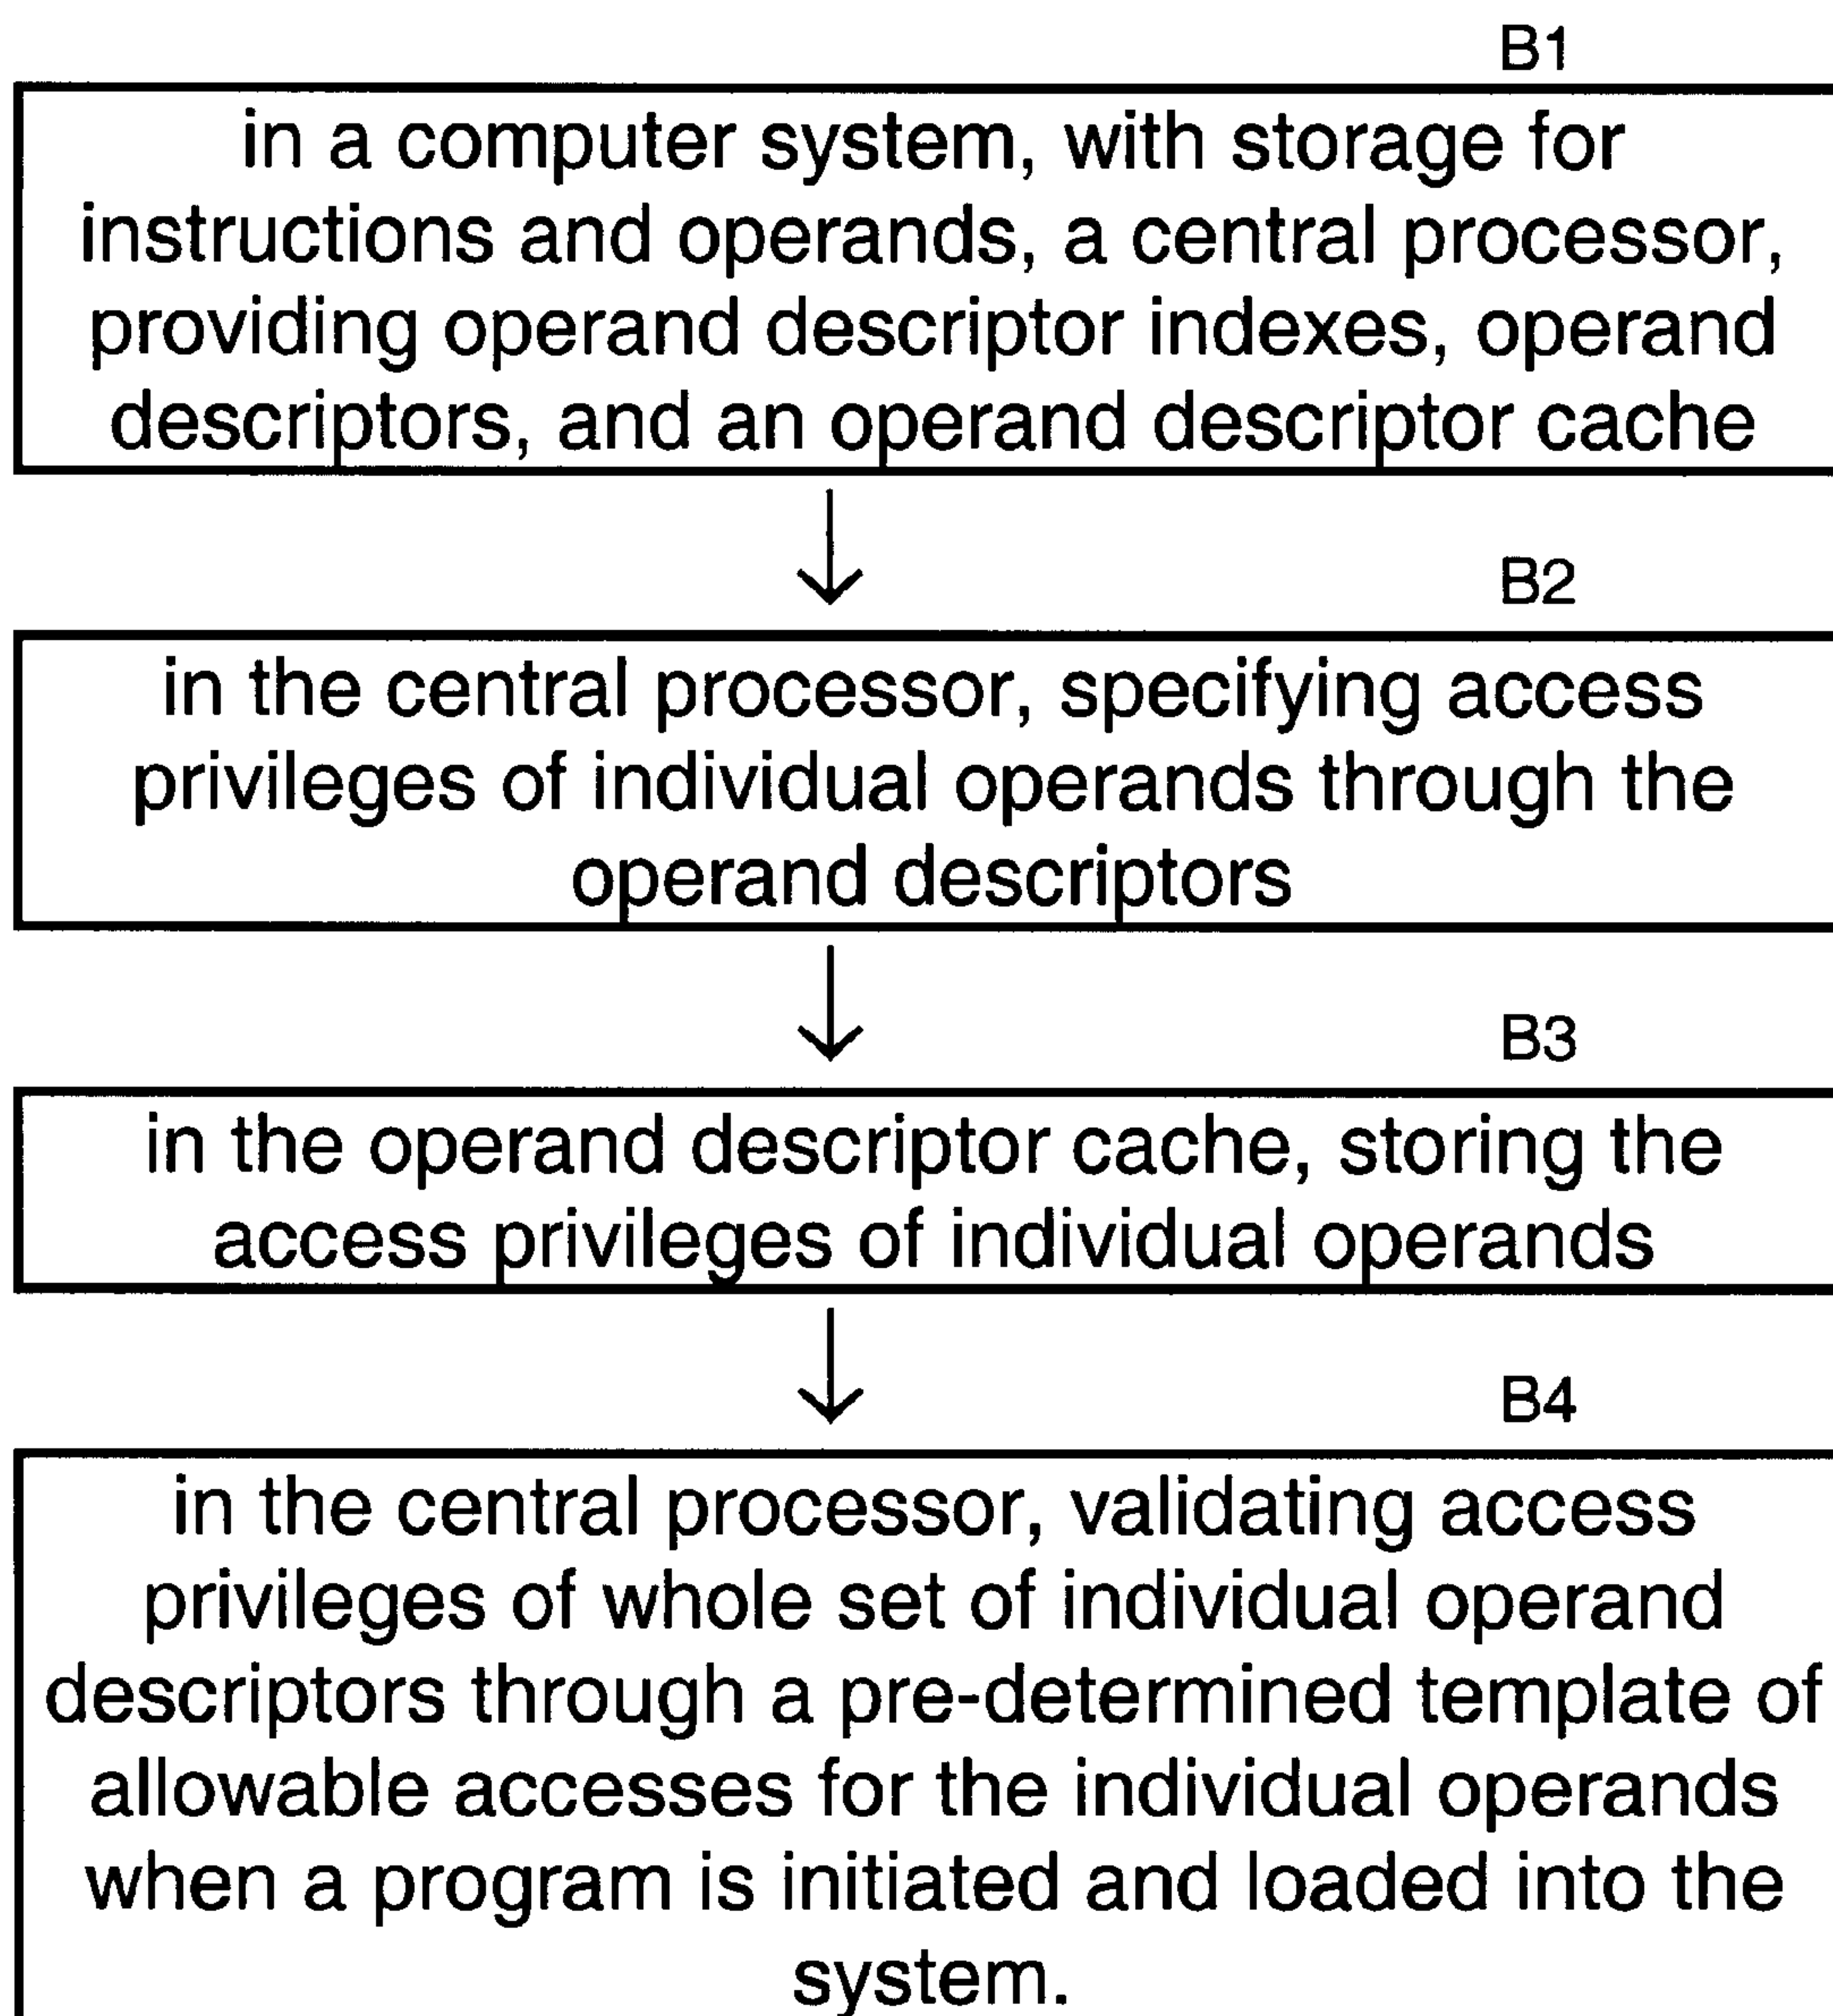 B1
in a computer system, with storage for
instructions and operands, a central processor,
providing operand descriptor indexes, operand
descriptors, and an operand descriptor cache
B2
in the central processor, specifying access
privileges of individual operands through the
operand descriptors
B3
in the operand descriptor cache, storing the
access privileges of individual operands
B4
in the central processor, validating access
privileges of whole set of individual operand
descriptors through a pre-determined template of
allowable accesses for the individual operands
when a program is initiated and loaded into the
system.